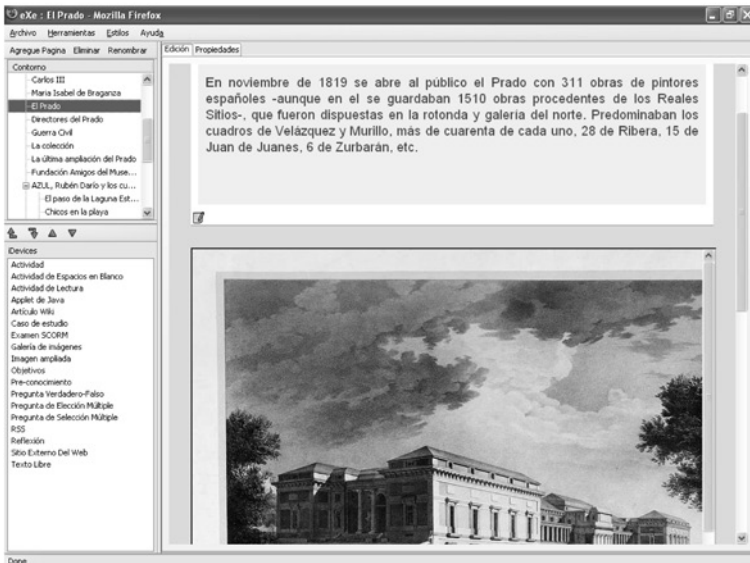 eXe : El Prado - Mozilla Firefox
Archivo Herramientas Estilos Ayuda
Agregue Pagina Eliminar Renombrar
Edición Propiedades
Contorno
Carlos III
Maria Isabel de Braganza
El Prado
Directores del Prado
Guerra Civil
La colección
La última ampliación del Prado
Fundación Amigos del Muse...
AZUL, Rubén Darío y los cu...
El paso de la Laguna Est...
Chicos en la playa
iDevices
Actividad
Actividad de Espacios en Blanco
Actividad de Lectura
Applet de Java
Artículo Wiki
Caso de estudio
Examen SCORM
Galería de imágenes
Imagen ampliada
Objetivos
Pre-conocimiento
Pregunta Verdadero-Falso
Pregunta de Elección Múltiple
Pregunta de Selección Múltiple
RSS
Reflexión
Sitio Externo Del Web
Texto Libre
En noviembre de 1819 se abre al público el Prado con 311 obras de pintores
españoles -aunque en el se guardaban 1510 obras procedentes de los Reales
Sitios-, que fueron dispuestas en la rotonda y galería del norte. Predominaban los
cuadros de Velázquez y Murillo, más de cuarenta de cada uno, 28 de Ribera, 15 de
Juan de Juanes, 6 de Zurbarán, etc.
Done